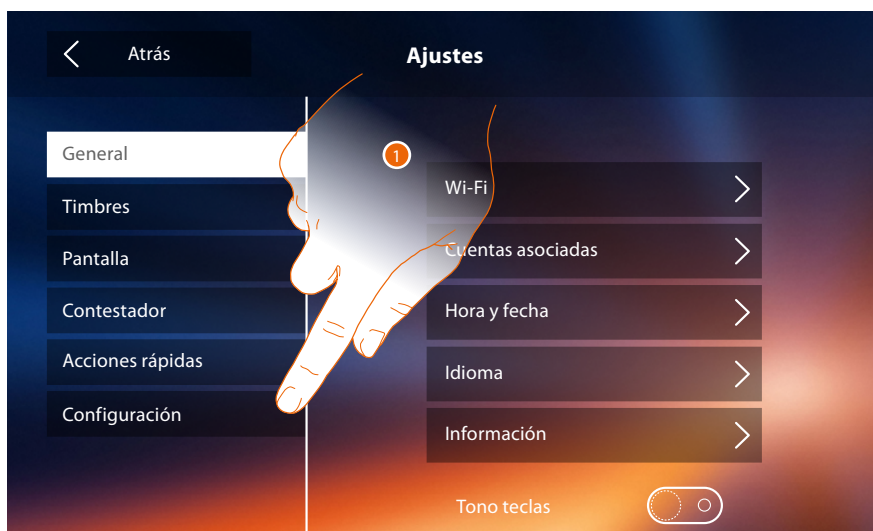 Atrás
Ajustes
General
Timbres
Pantalla
Contestador
Acciones rápidas
Configuración
1
Wi-Fi
Cuentas asociadas
Hora y fecha
Idioma
Información
Tono teclas